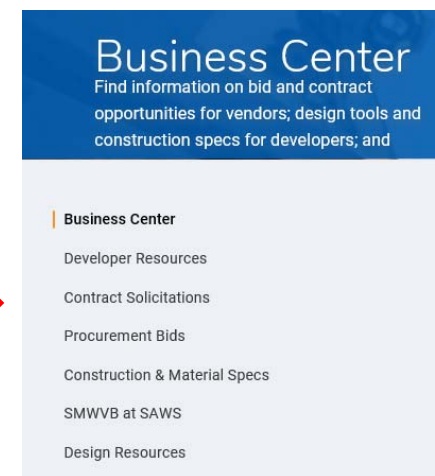 Business Center
Find information on bid and contract
opportunities for vendors; design tools and
construction specs for developers; and
Business Center
Developer Resources
Contract Solicitations
Procurement Bids
Construction & Material Specs
SMWVB at SAWS
Design Resources